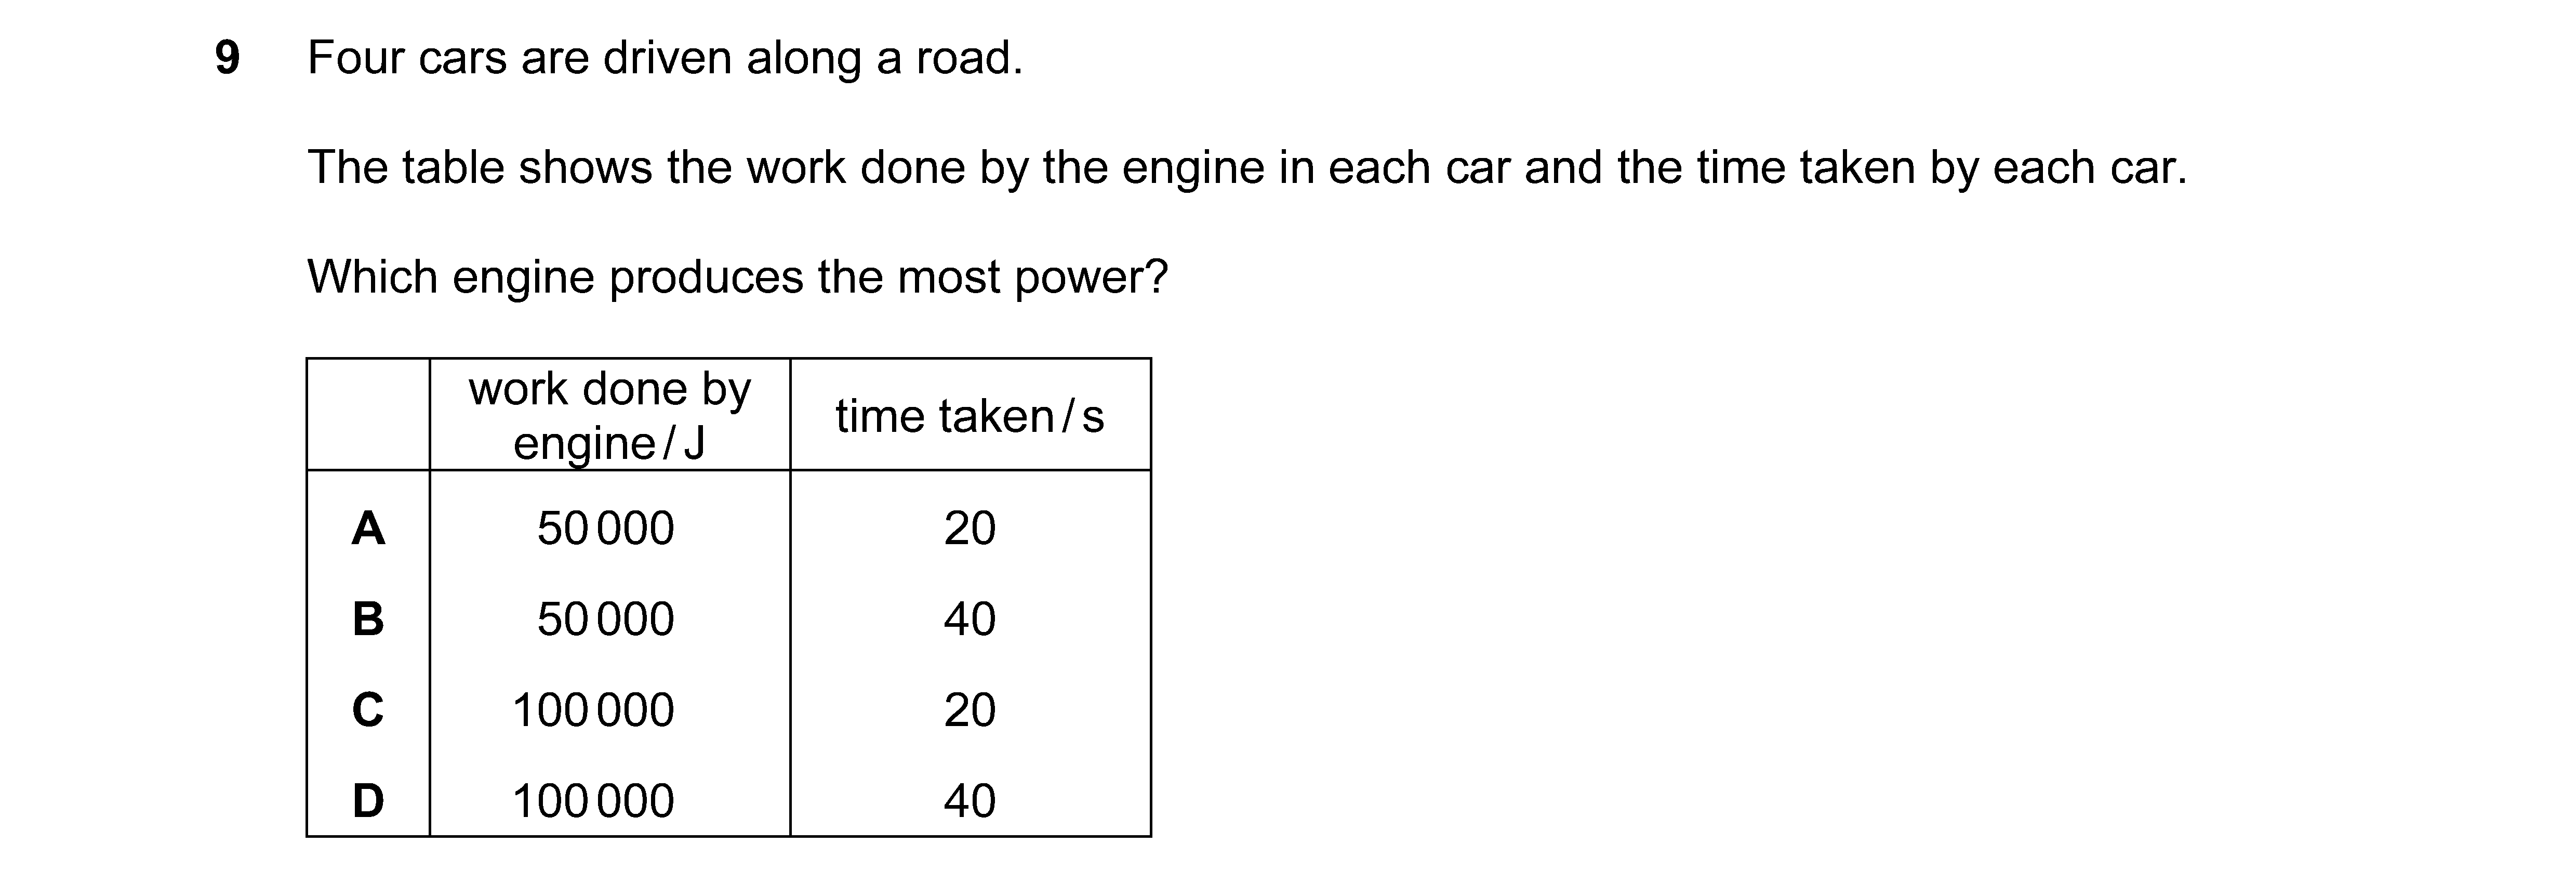 9 Four cars are driven along a road.
The table shows the work done by the engine in each car and the time taken by each car.
Which engine produces the most power?
work done by
engine / J
time taken / s
A 50 000 20
B 50 000 40
C 100 000 20
D 100 000 40